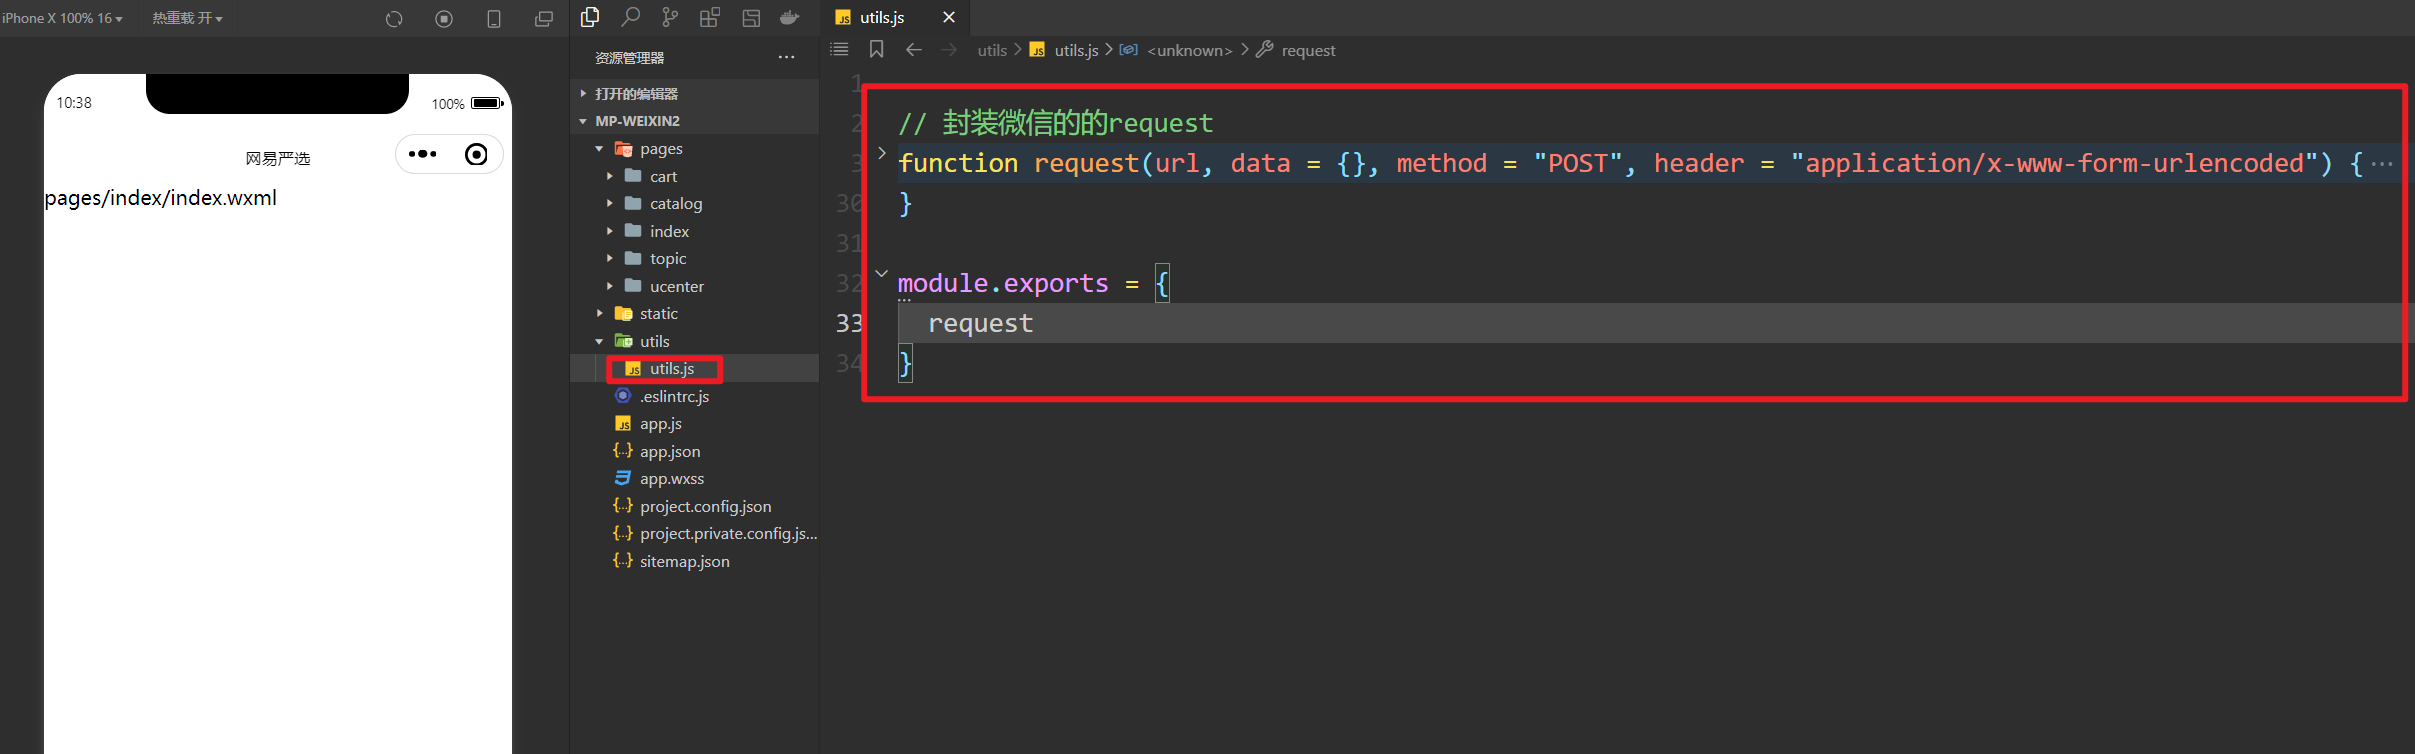 iPhone X 100% 16
热重载 开
10:38
100%
网易严选
pages/index/index.wxml
资源管理器
打开的编辑器
MP-WEIXIN2
pages
cart
catalog
index
topic
ucenter
static
utils
utils.js
.eslintrc.js
app.js
app.json
app.wxss
project.config.json
project.private.config.js...
sitemap.json
utils.js
utils > utils.js > <unknown> > request
1
2 // 封装微信的的request
3 function request(url, data = {}, method = "POST", header = "application/x-www-form-urlencoded") {···
30 }
31
32 module.exports = {
33 request
34 }